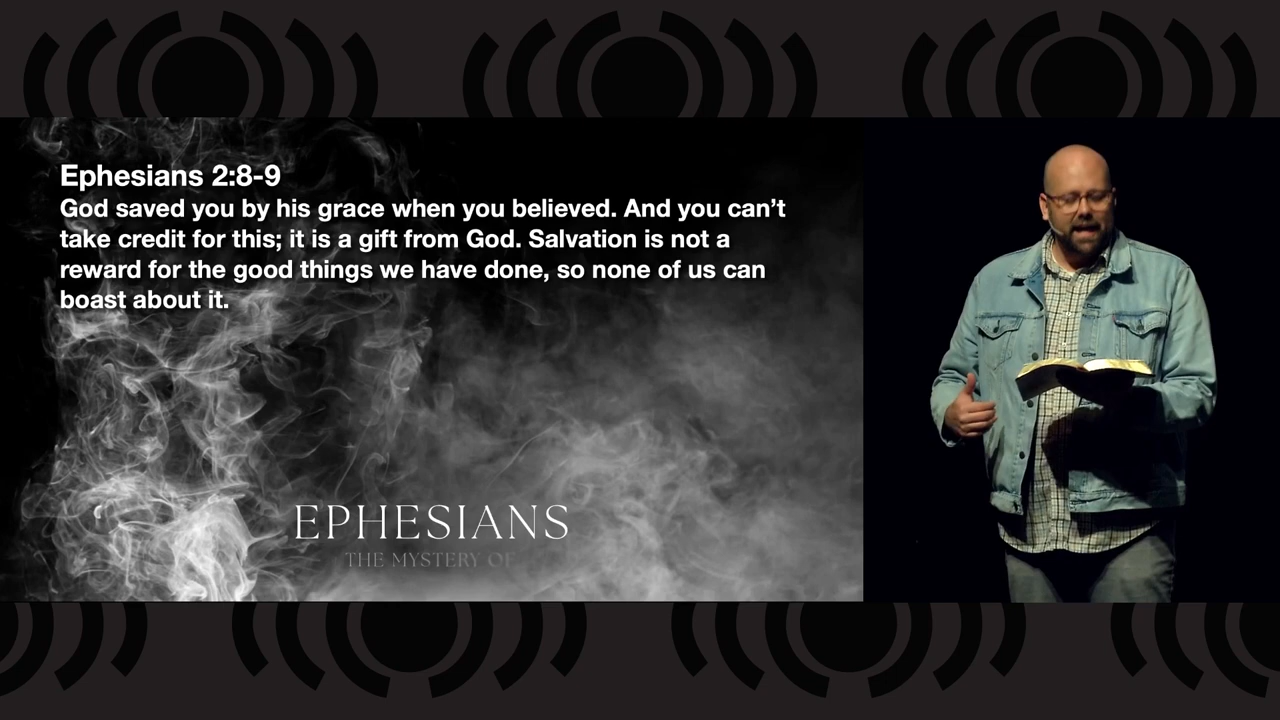 Ephesians 2:8-9
God saved you by his grace when you believed. And you can’t
take credit for this; it is a gift from God. Salvation is not a
reward for the good things we have done, so none of us can
boast about it.
EPHESIANS
THE MYSTERY OF